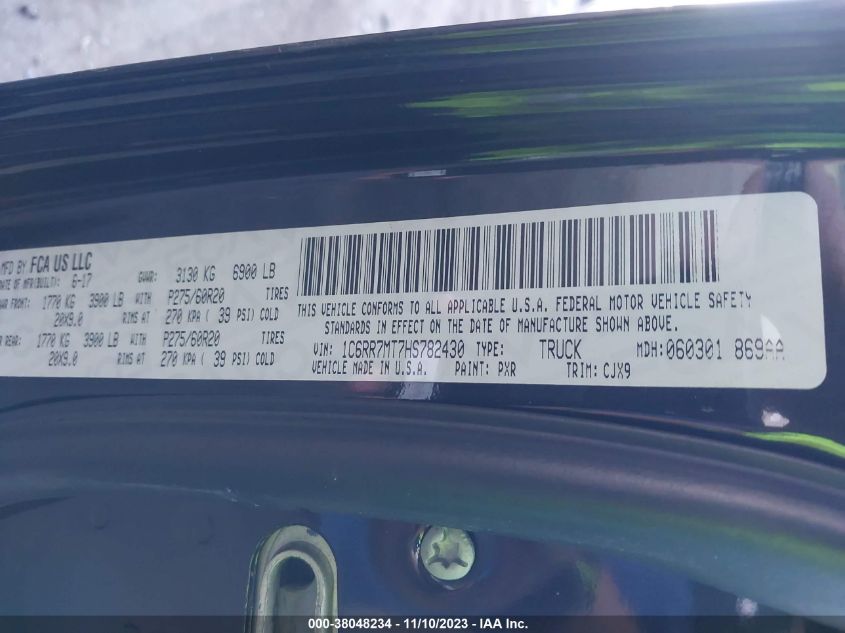 MFD BY FCA US LLC
DATE OF MFR(BUILT): 6-17 GVWR: 3130 KG 6900 LB
FRONT: 1770 KG 3900 LB WITH P275/60R20 TIRES
20X9.0 RIMS AT 270 KPA ( 39 PSI) COLD
REAR: 1770 KG 3900 LB WITH P275/60R20 TIRES
20X9.0 RIMS AT 270 KPA ( 39 PSI) COLD
THIS VEHICLE CONFORMS TO ALL APPLICABLE U.S.A. FEDERAL MOTOR VEHICLE SAFETY
STANDARDS IN EFFECT ON THE DATE OF MANUFACTURE SHOWN ABOVE.
VIN: 1C6RR7MT7HS782430 TYPE: TRUCK MDH:060301 869AA
VEHICLE MADE IN U.S.A. PAINT: PXR TRIM: CJX9
000-38048234 - 11/10/2023 - IAA Inc.